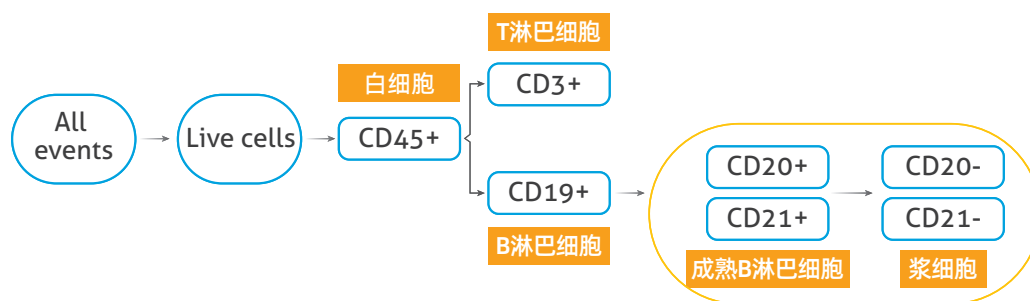 T淋巴细胞
白细胞
CD3+
All
events
Live cells
CD45+
CD20+
CD20-
CD19+
CD21+
CD21-
B淋巴细胞
成熟B淋巴细胞
浆细胞